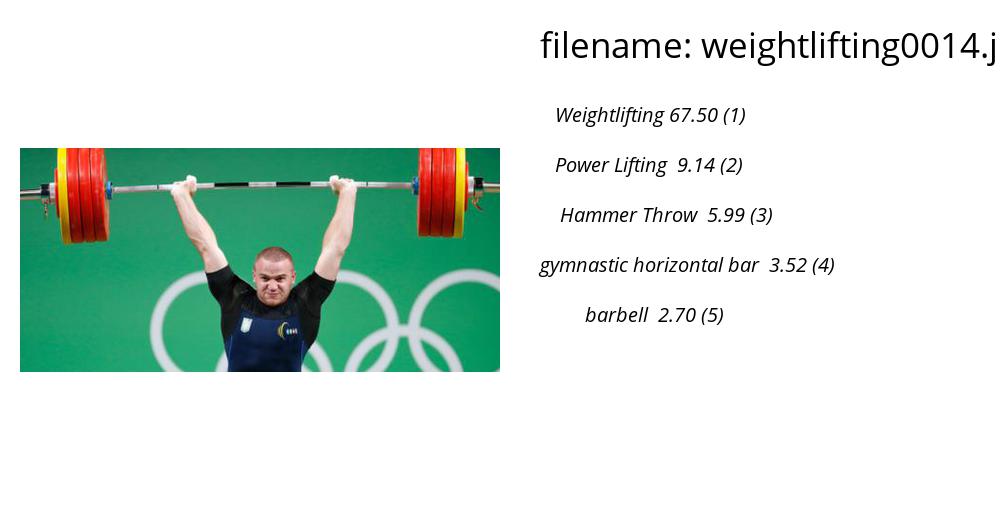 filename: weightlifting0014.j
Weightlifting 67.50 (1)
Power Lifting 9.14 (2)
Hammer Throw 5.99 (3)
gymnastic horizontal bar 3.52 (4)
barbell 2.70 (5)